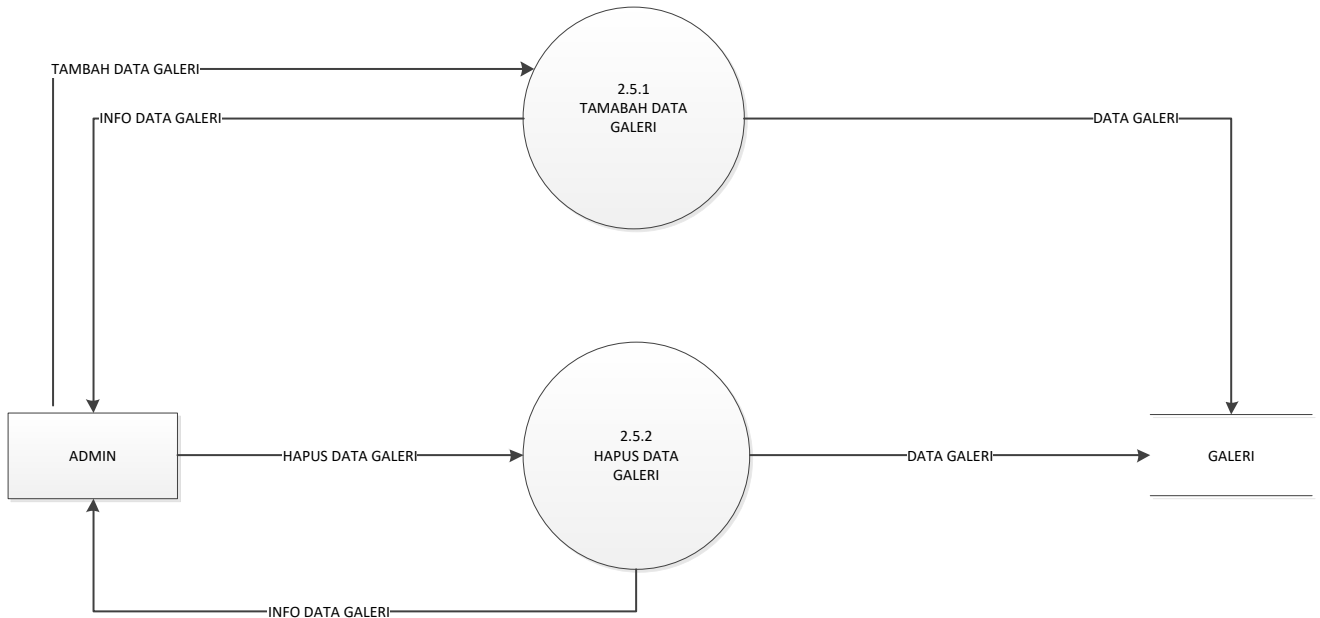 TAMBAH DATA GALERI
INFO DATA GALERI
2.5.1
TAMABAH DATA
GALERI
DATA GALERI
ADMIN
HAPUS DATA GALERI
2.5.2
HAPUS DATA
GALERI
DATA GALERI
GALERI
INFO DATA GALERI